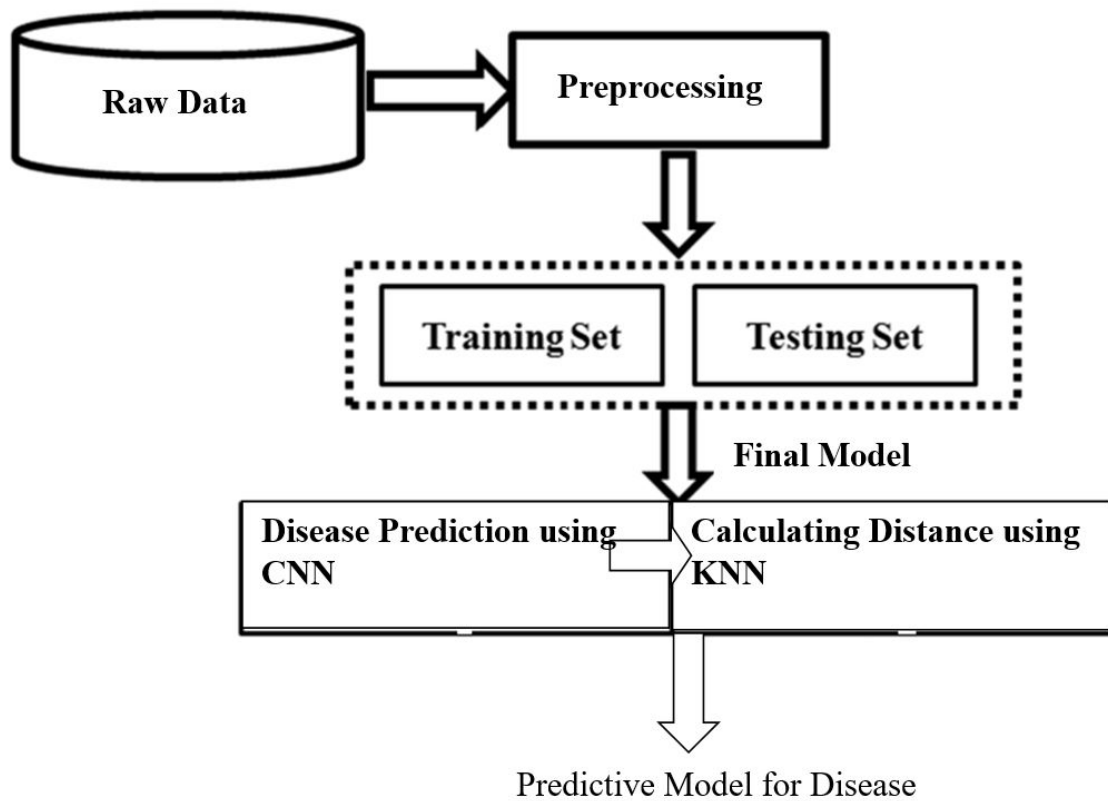 Raw Data
Preprocessing
Training Set
Testing Set
Final Model
Disease Prediction using
CNN
Calculating Distance using
KNN
Predictive Model for Disease